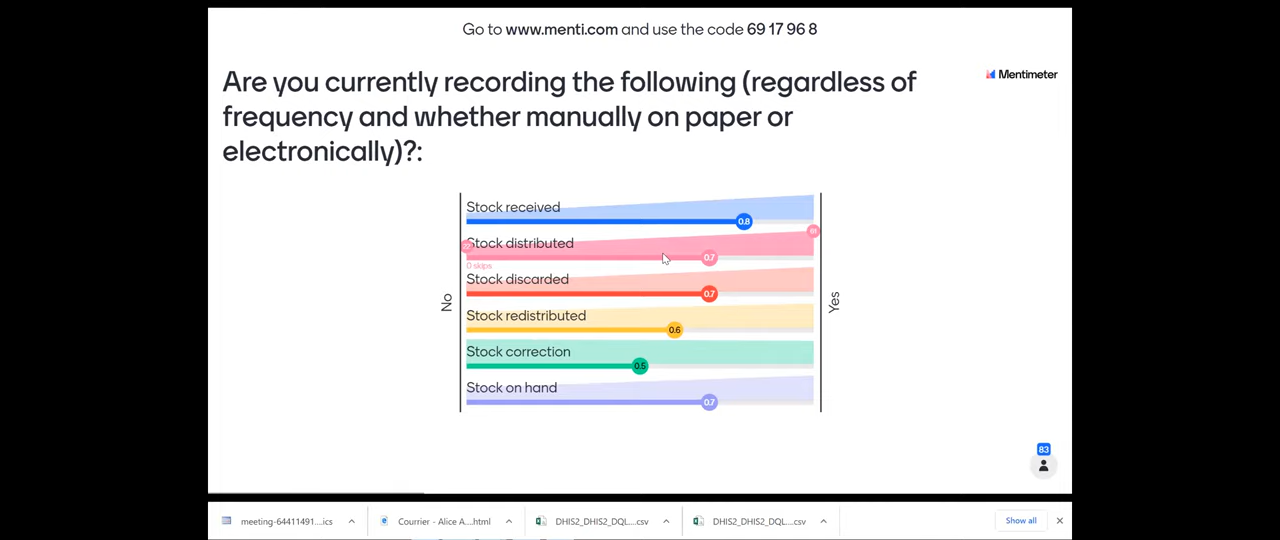 Go to www.menti.com and use the code 69 17 96 8
Are you currently recording the following (regardless of
frequency and whether manually on paper or
electronically)?:
Mentimeter
Stock received
0.8
Stock distributed
0.7
0 skips
Stock discarded
0.7
Stock redistributed
0.6
Stock correction
0.5
Stock on hand
0.7
No
Yes
83
meeting-64411491....ics
Courrier - Alice A....html
DHIS2_DHIS2_DQL....csv
DHIS2_DHIS2_DQL....csv
Show all